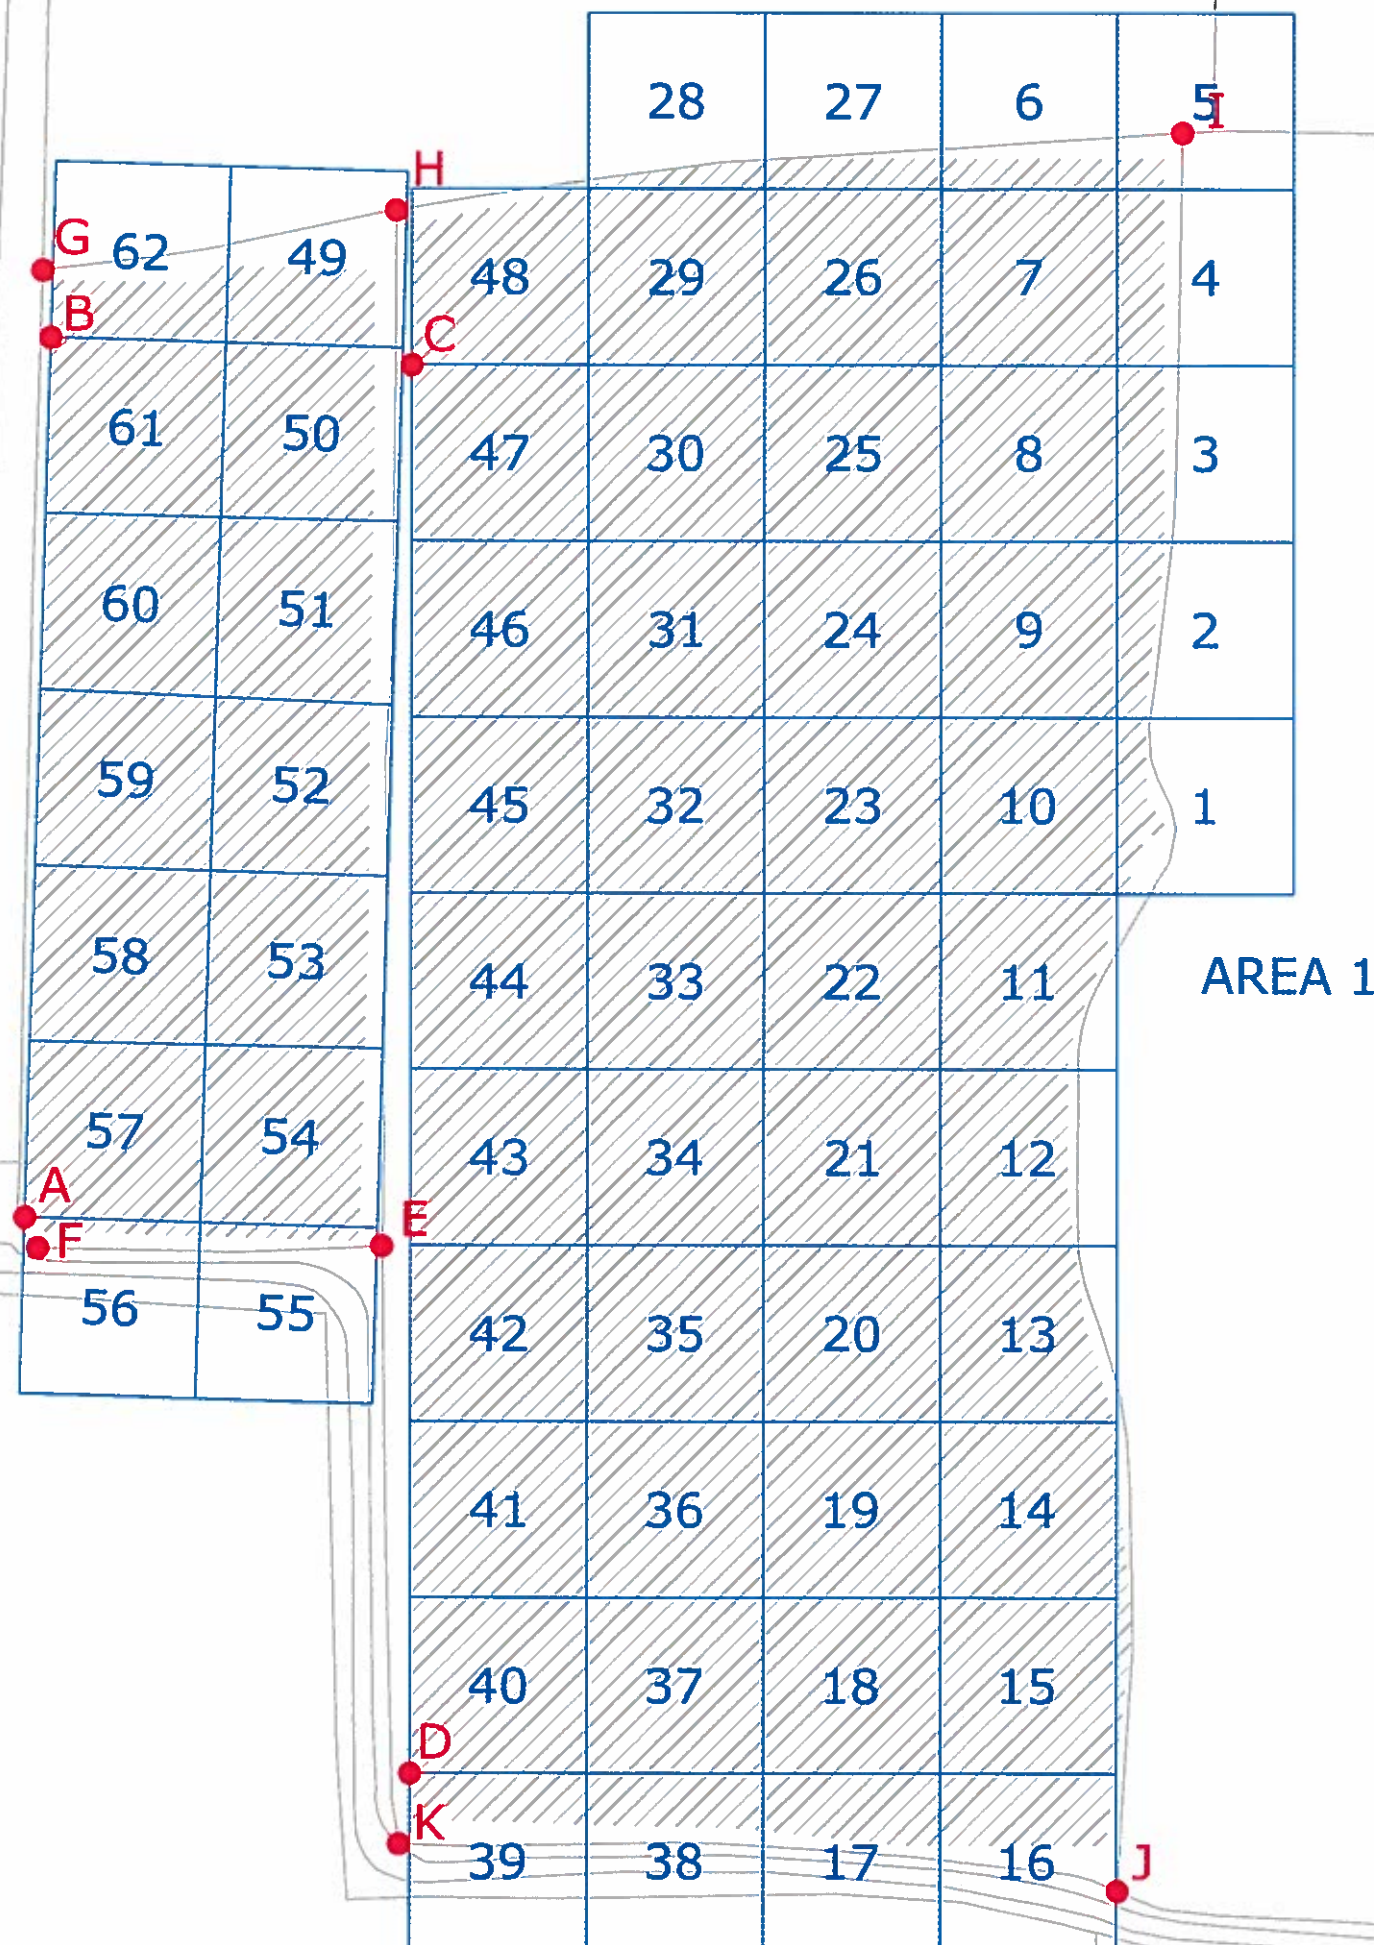 28 27 6 5 I
H
G 62 49 48 29 26 7 4
B C
61 50 47 30 25 8 3
60 51 46 31 24 9 2
59 52 45 32 23 10 1
58 53 44 33 22 11 AREA 1
57 54 43 34 21 12
A
F E
56 55 42 35 20 13
41 36 19 14
40 37 18 15
D
K
39 38 17 16 J